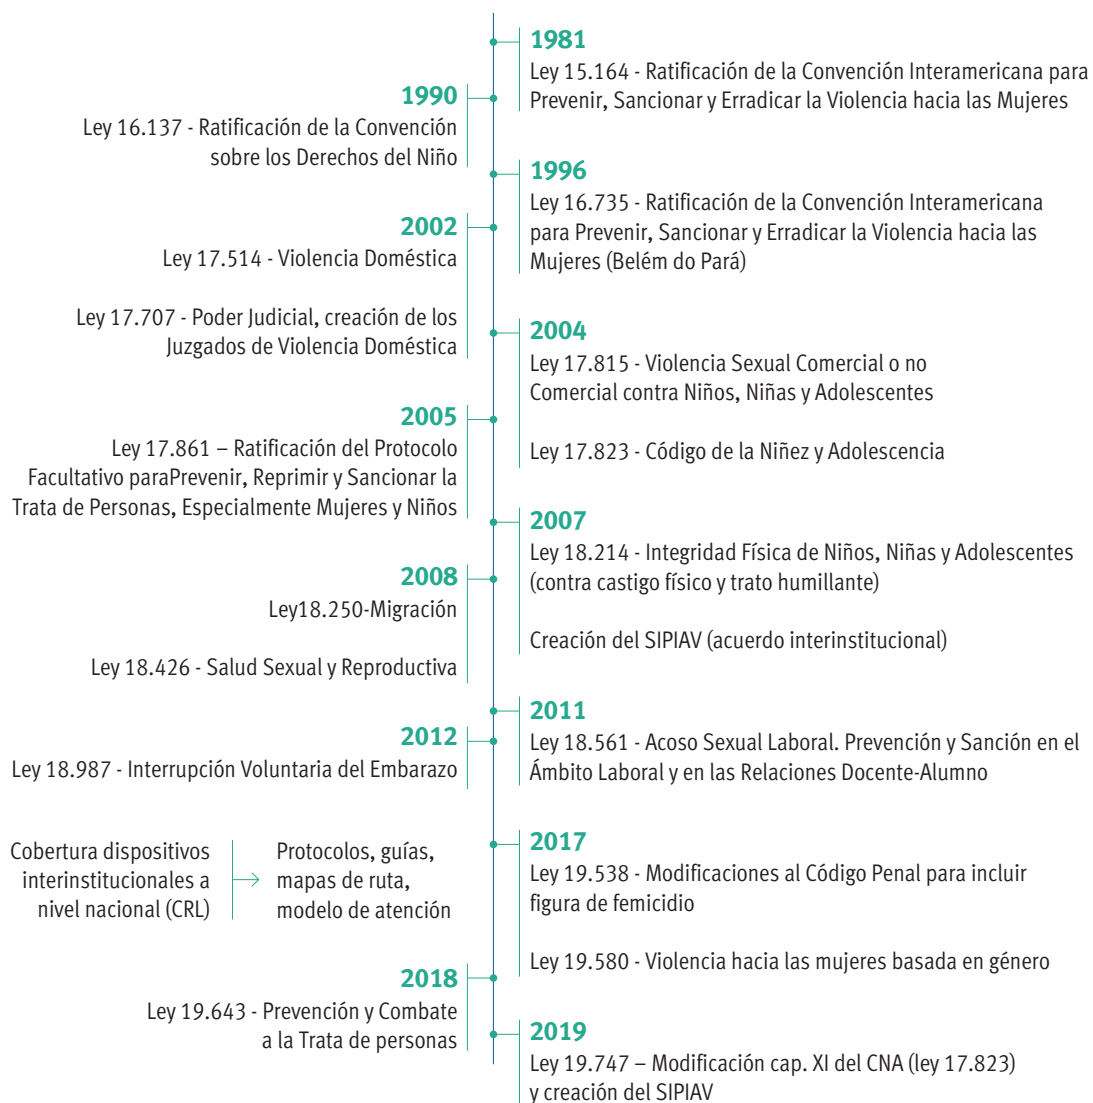 1981
Ley 15.164 - Ratificación de la Convención Interamericana para
Prevenir, Sancionar y Erradicar la Violencia hacia las Mujeres
1990
Ley 16.137 - Ratificación de la Convención
sobre los Derechos del Niño
1996
Ley 16.735 - Ratificación de la Convención Interamericana
para Prevenir, Sancionar y Erradicar la Violencia hacia las
Mujeres (Belém do Pará)
2002
Ley 17.514 - Violencia Doméstica
Ley 17.707 - Poder Judicial, creación de los
Juzgados de Violencia Doméstica
2004
Ley 17.815 - Violencia Sexual Comercial o no
Comercial contra Niños, Niñas y Adolescentes
Ley 17.823 - Código de la Niñez y Adolescencia
2005
Ley 17.861 – Ratificación del Protocolo
Facultativo paraPrevenir, Reprimir y Sancionar la
Trata de Personas, Especialmente Mujeres y Niños
2007
Ley 18.214 - Integridad Física de Niños, Niñas y Adolescentes
(contra castigo físico y trato humillante)
Creación del SIPIAV (acuerdo interinstitucional)
2008
Ley18.250-Migración
Ley 18.426 - Salud Sexual y Reproductiva
2011
Ley 18.561 - Acoso Sexual Laboral. Prevención y Sanción en el
Ámbito Laboral y en las Relaciones Docente-Alumno
2012
Ley 18.987 - Interrupción Voluntaria del Embarazo
Cobertura dispositivos
interinstitucionales a
nivel nacional (CRL)
Protocolos, guías,
mapas de ruta,
modelo de atención
2017
Ley 19.538 - Modificaciones al Código Penal para incluir
figura de femicidio
Ley 19.580 - Violencia hacia las mujeres basada en género
2018
Ley 19.643 - Prevención y Combate
a la Trata de personas
2019
Ley 19.747 – Modificación cap. XI del CNA (ley 17.823)
y creación del SIPIAV